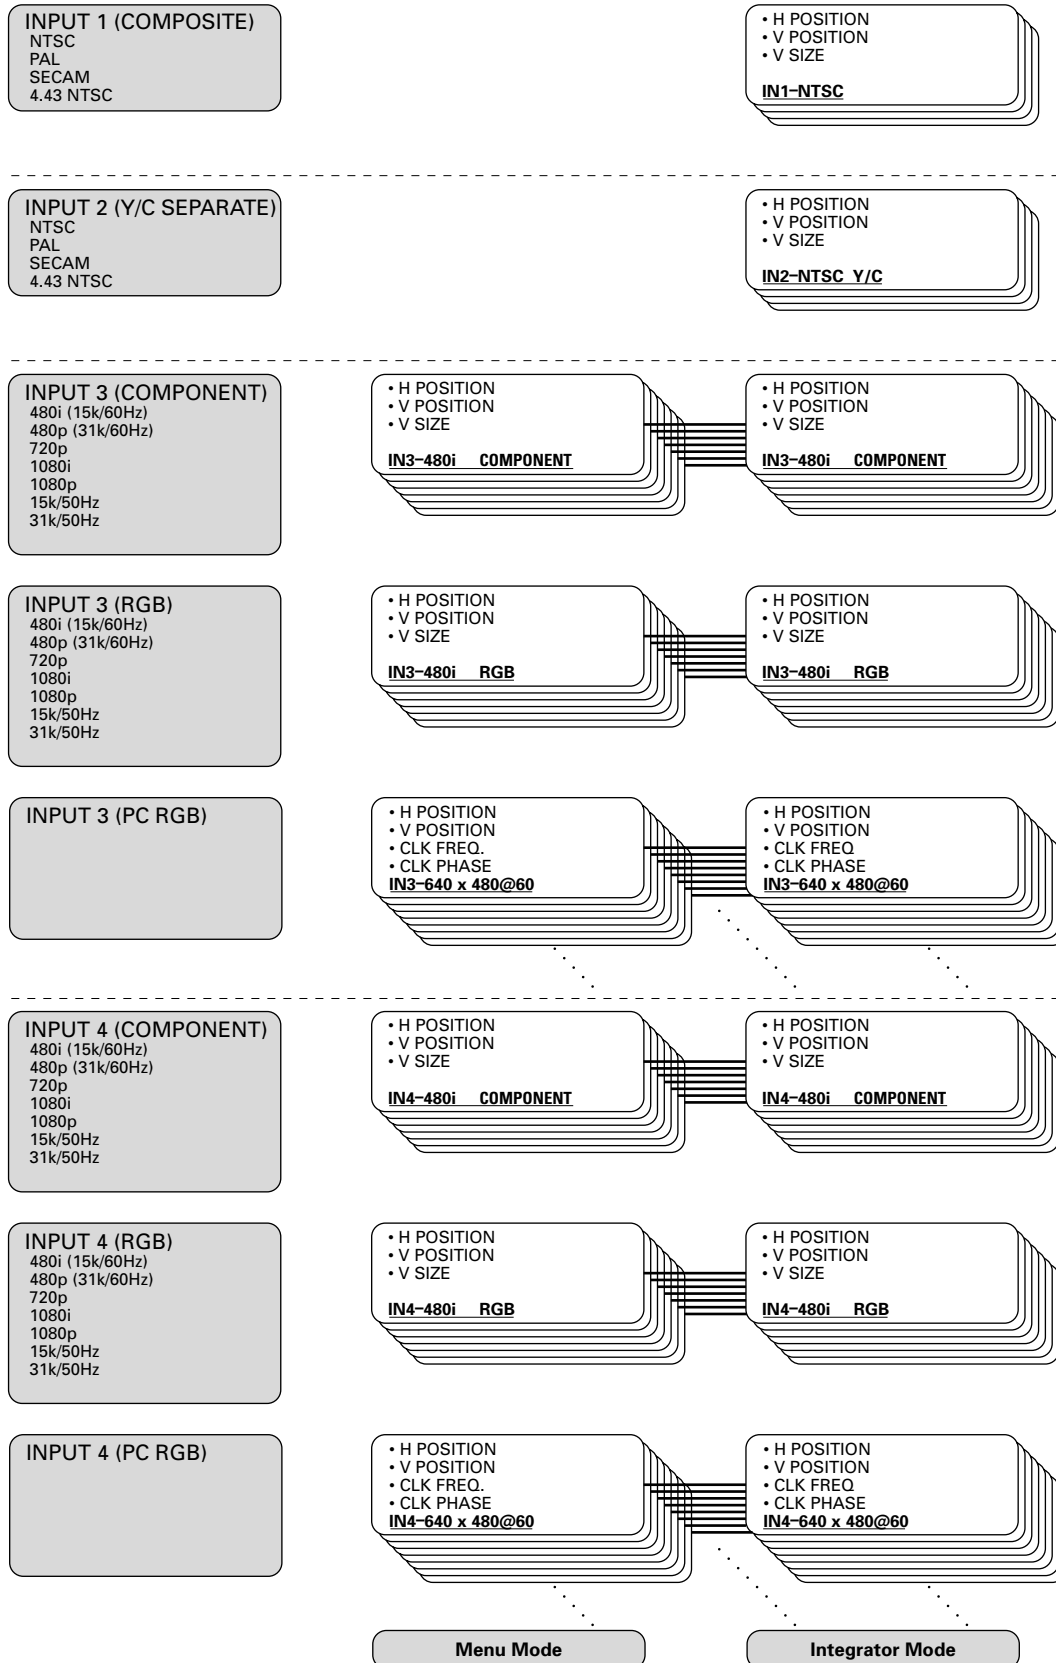 INPUT 1 (COMPOSITE)
NTSC
PAL
SECAM
4.43 NTSC
• H POSITION
• V POSITION
• V SIZE
IN1–NTSC
INPUT 2 (Y/C SEPARATE)
NTSC
PAL
SECAM
4.43 NTSC
• H POSITION
• V POSITION
• V SIZE
IN2–NTSC Y/C
INPUT 3 (COMPONENT)
480i (15k/60Hz)
480p (31k/60Hz)
720p
1080i
1080p
15k/50Hz
31k/50Hz
• H POSITION
• V POSITION
• V SIZE
IN3–480i COMPONENT
• H POSITION
• V POSITION
• V SIZE
IN3–480i COMPONENT
INPUT 3 (RGB)
480i (15k/60Hz)
480p (31k/60Hz)
720p
1080i
1080p
15k/50Hz
31k/50Hz
• H POSITION
• V POSITION
• V SIZE
IN3–480i RGB
• H POSITION
• V POSITION
• V SIZE
IN3–480i RGB
INPUT 3 (PC RGB)
• H POSITION
• V POSITION
• CLK FREQ.
• CLK PHASE
IN3–640 x 480@60
• H POSITION
• V POSITION
• CLK FREQ
• CLK PHASE
IN3–640 x 480@60
INPUT 4 (COMPONENT)
480i (15k/60Hz)
480p (31k/60Hz)
720p
1080i
1080p
15k/50Hz
31k/50Hz
• H POSITION
• V POSITION
• V SIZE
IN4–480i COMPONENT
• H POSITION
• V POSITION
• V SIZE
IN4–480i COMPONENT
INPUT 4 (RGB)
480i (15k/60Hz)
480p (31k/60Hz)
720p
1080i
1080p
15k/50Hz
31k/50Hz
• H POSITION
• V POSITION
• V SIZE
IN4–480i RGB
• H POSITION
• V POSITION
• V SIZE
IN4–480i RGB
INPUT 4 (PC RGB)
• H POSITION
• V POSITION
• CLK FREQ.
• CLK PHASE
IN4–640 x 480@60
• H POSITION
• V POSITION
• CLK FREQ
• CLK PHASE
IN4–640 x 480@60
Menu Mode
Integrator Mode